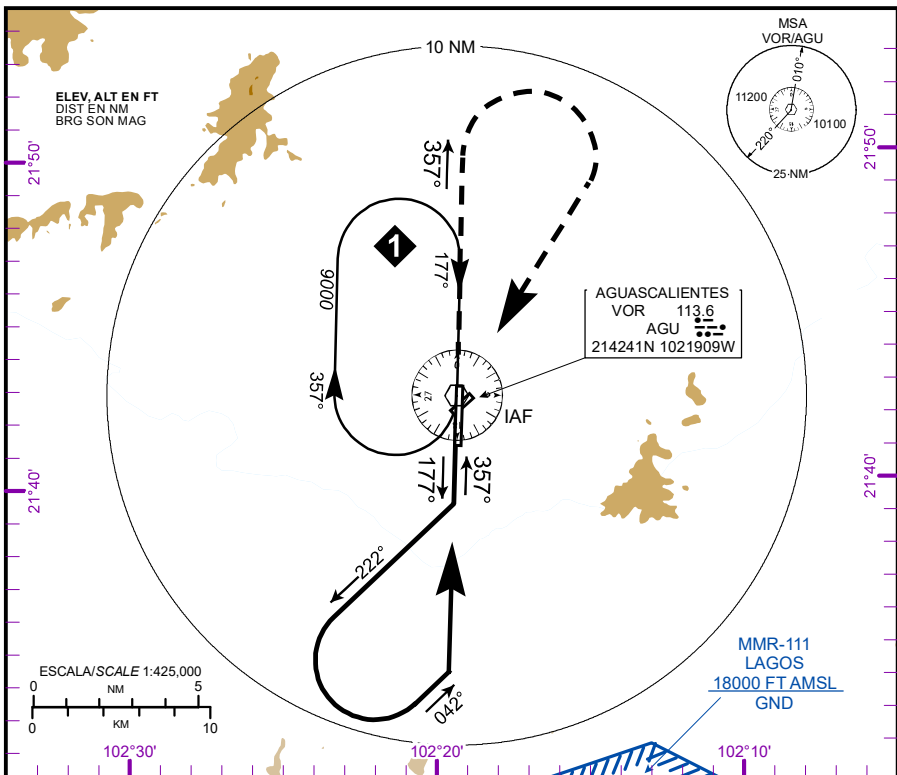 10 NM
MSA
VOR/AGU
010°
11200
10100
220°
25 NM
ELEV, ALT EN FT
DIST EN NM
BRG SON MAG
21°50'
21°50'
357°
1
177°
9000
357°
AGUASCALIENTES
VOR 113.6
AGU
214241N 1021909W
27
IAF
177°
357°
21°40'
21°40'
222°
042°
MMR-111
LAGOS
18000 FT AMSL
GND
ESCALA/SCALE 1:425,000
0 NM 5
0 KM 10
102°30'
102°20'
102°10'